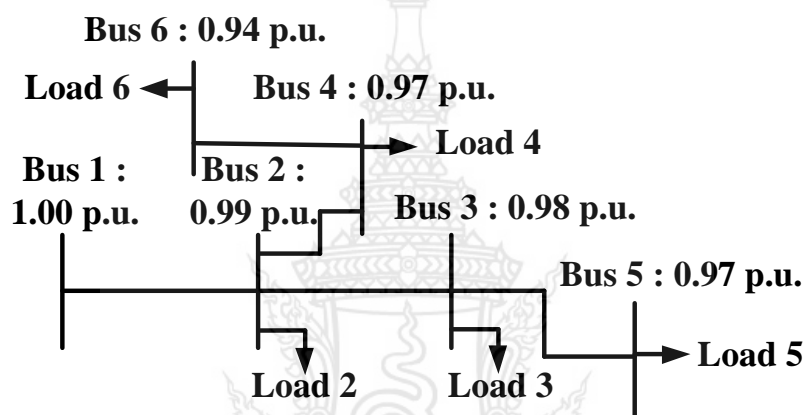 Bus 6 : 0.94 p.u.
Load 6
Bus 4 : 0.97 p.u.
Load 4
Bus 1 :
1.00 p.u.
Bus 2 :
0.99 p.u.
Bus 3 : 0.98 p.u.
Bus 5 : 0.97 p.u.
Load 5
Load 2
Load 3